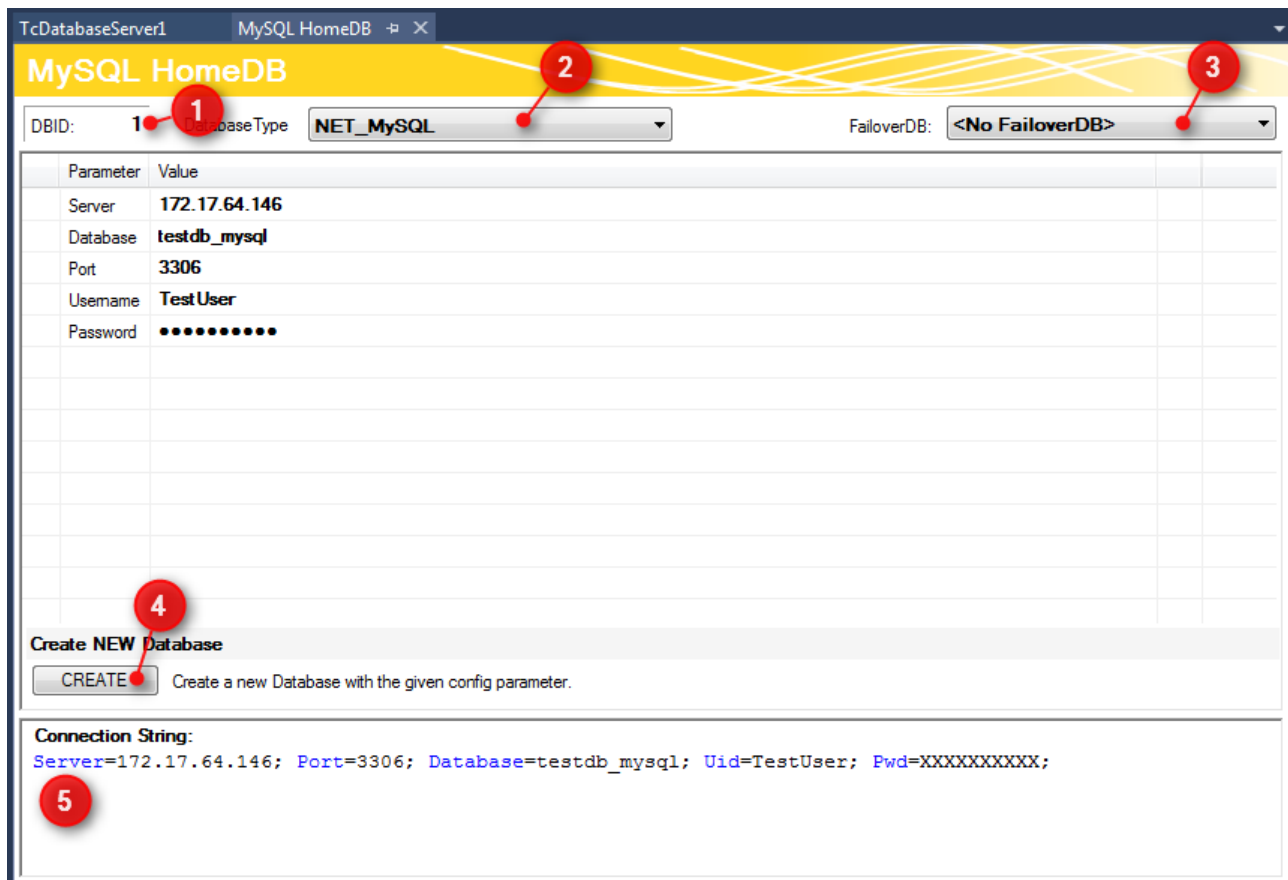 TcDatabaseServer1 MySQL HomeDB
MySQL HomeDB
2
3
1
DBID: 1 DatabaseType NET_MySQL FailoverDB: <No FailoverDB>
Parameter Value
Server 172.17.64.146
Database testdb_mysql
Port 3306
Username TestUser
Password ●●●●●●●●●●
4
Create NEW Database
CREATE Create a new Database with the given config parameter.
Connection String:
Server=172.17.64.146; Port=3306; Database=testdb_mysql; Uid=TestUser; Pwd=XXXXXXXXXX;
5